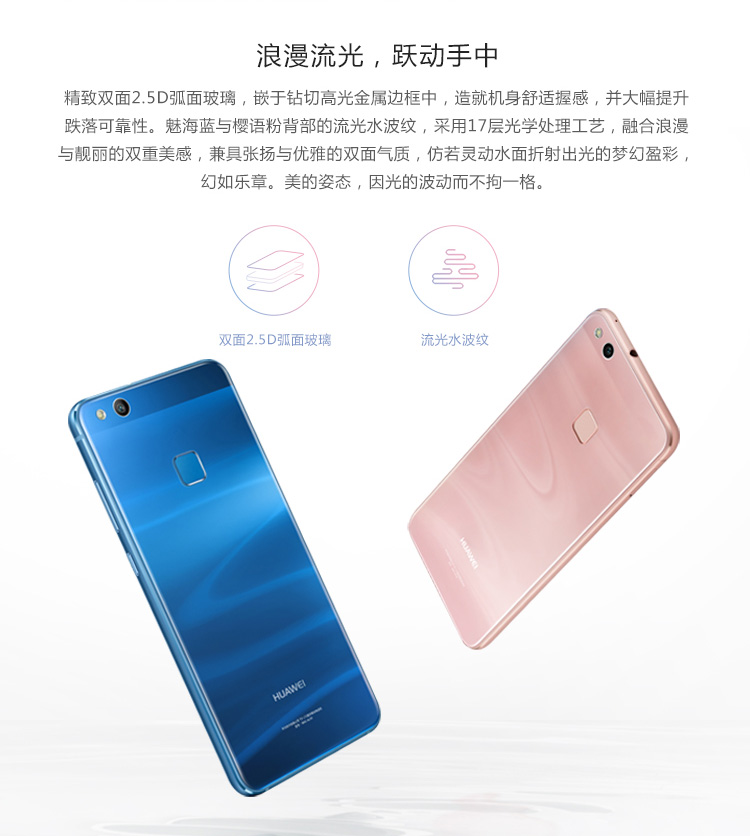 浪漫流光，跃动手中
精致双面2.5D弧面玻璃，嵌于钻切高光金属边框中，造就机身舒适握感，并大幅提升
跌落可靠性。魅海蓝与樱语粉背部的流光水波纹，采用17层光学处理工艺，融合浪漫
与靓丽的双重美感，兼具张扬与优雅的双面气质，仿若灵动水面折射出光的梦幻盈彩，
幻如乐章。美的姿态，因光的波动而不拘一格。
双面2.5D弧面玻璃
流光水波纹
HUAWEI
HUAWEI